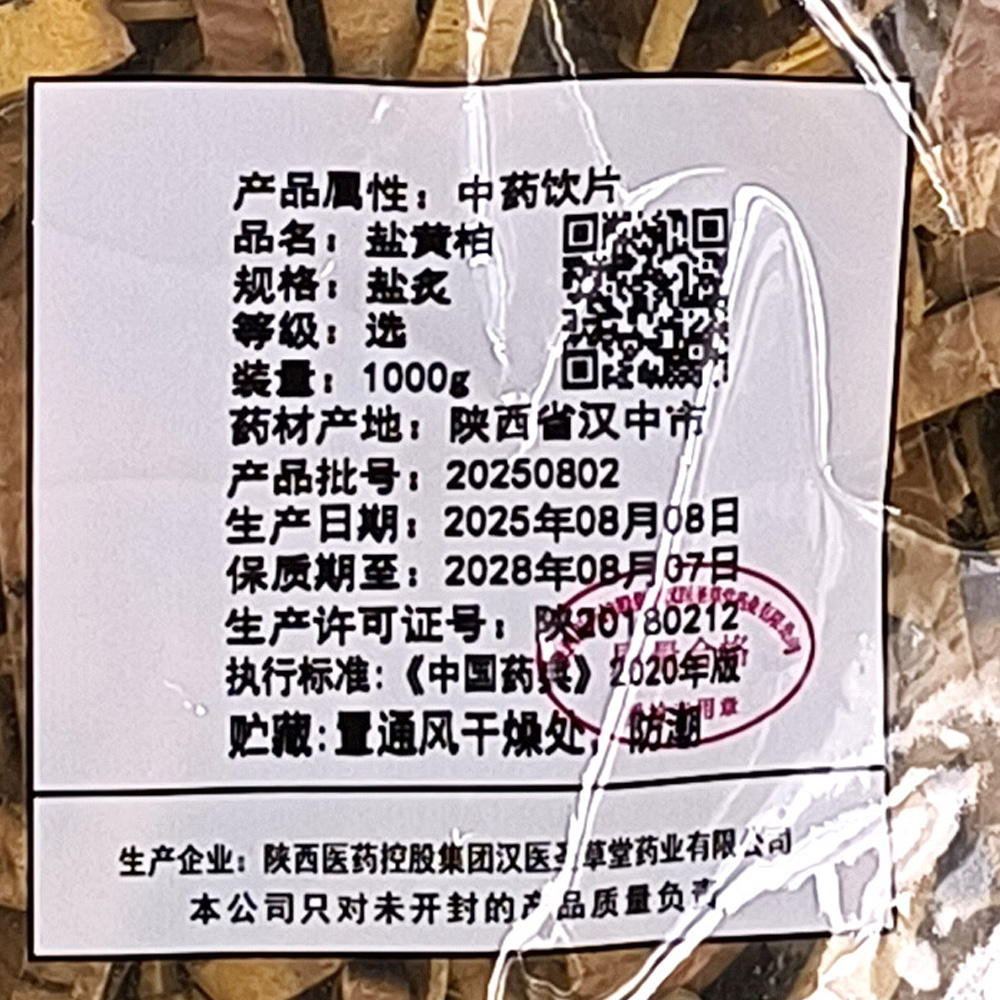 产品属性：中药饮片
品名：盐黄柏
规格：盐炙
等级：选
装量：1000g
药材产地：陕西省汉中市
产品批号：20250802
生产日期：2025年08月08日
保质期至：2028年08月07日
生产许可证号：陕20180212
执行标准：《中国药典》2020年版
贮藏：置通风干燥处，防潮
生产企业：陕西医药控股集团汉医圣草堂药业有限公司
本公司只对未开封的产品质量负责